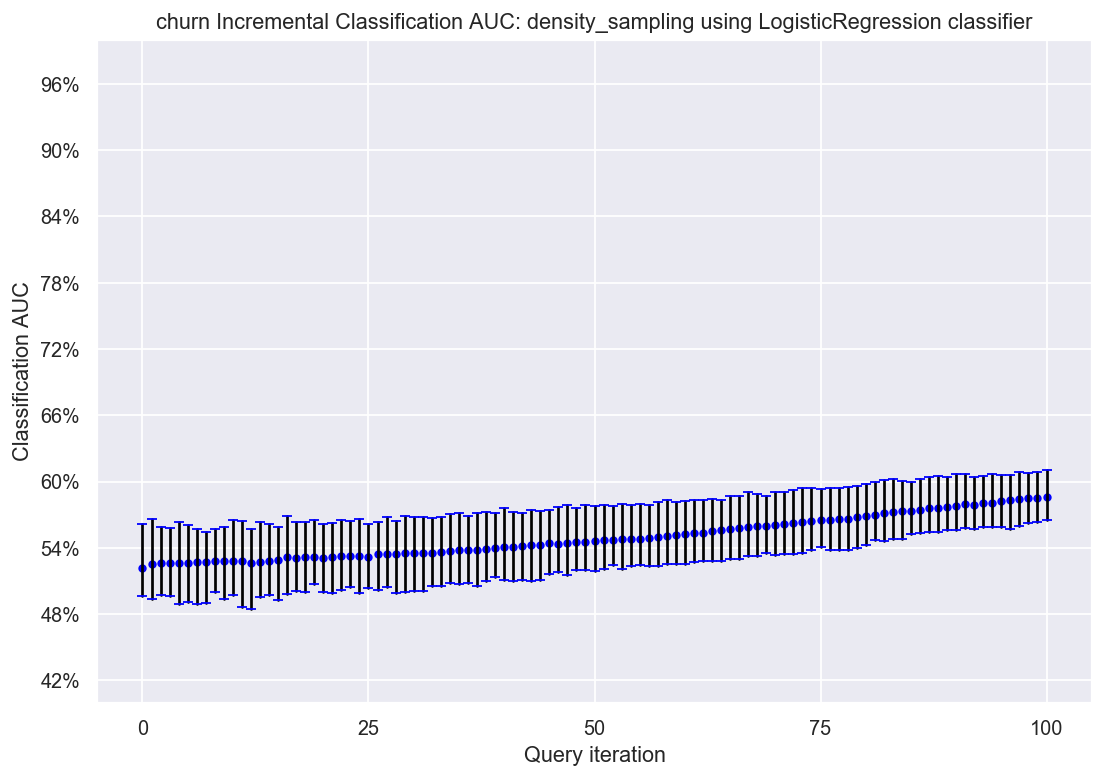 churn Incremental Classification AUC: density_sampling using LogisticRegression classifier
96%
90%
84%
78%
72%
66%
60%
54%
48%
42%
Classification AUC
0 25 50 75 100
Query iteration